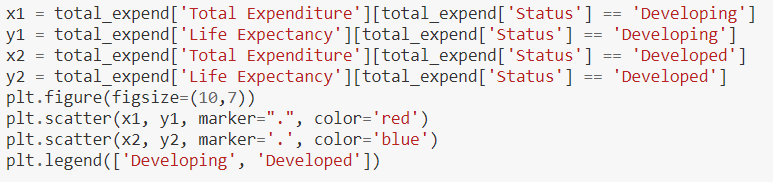 x1 = total_expend['Total Expenditure'][total_expend['Status'] == 'Developing']
y1 = total_expend['Life Expectancy'][total_expend['Status'] == 'Developing']
x2 = total_expend['Total Expenditure'][total_expend['Status'] == 'Developed']
y2 = total_expend['Life Expectancy'][total_expend['Status'] == 'Developed']
plt.figure(figsize=(10,7))
plt.scatter(x1, y1, marker=".", color='red')
plt.scatter(x2, y2, marker='.', color='blue')
plt.legend(['Developing', 'Developed'])